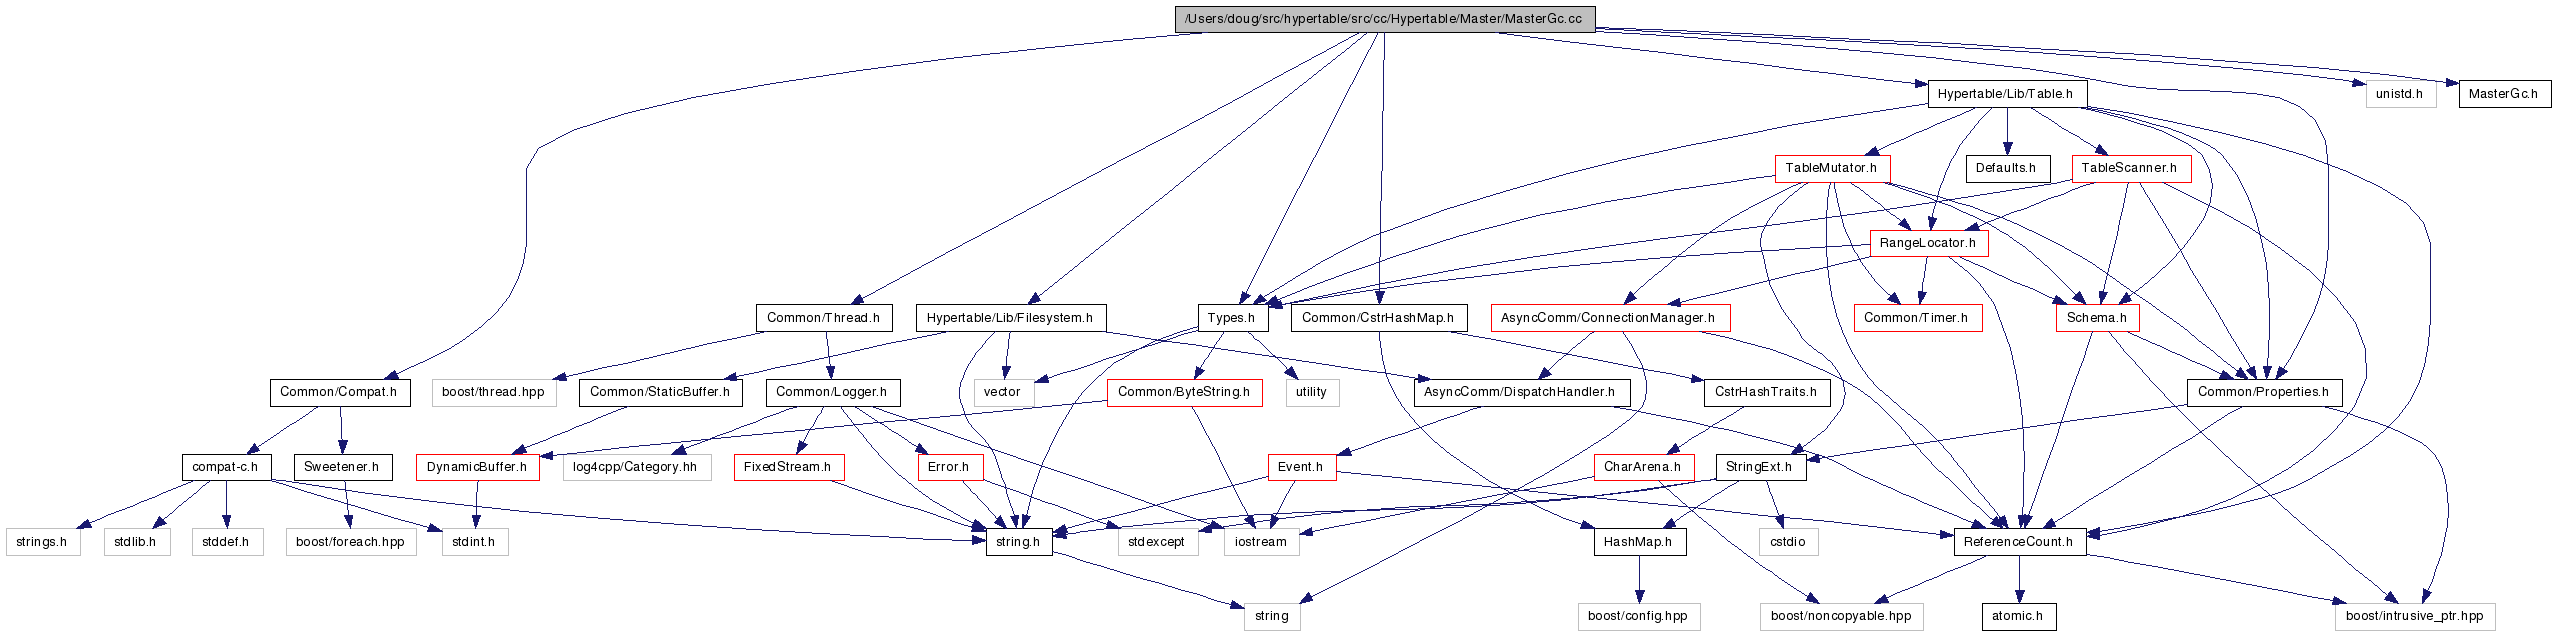 /Users/doug/src/hypertable/src/cc/Hypertable/Master/MasterGc.cc
Hypertable/Lib/Table.h
unistd.h
MasterGc.h
TableMutator.h
Defaults.h
TableScanner.h
RangeLocator.h
Common/Thread.h
Hypertable/Lib/Filesystem.h
Types.h
Common/CstrHashMap.h
AsyncComm/ConnectionManager.h
Common/Timer.h
Schema.h
Common/Compat.h
boost/thread.hpp
Common/StaticBuffer.h
Common/Logger.h
vector
Common/ByteString.h
utility
AsyncComm/DispatchHandler.h
CstrHashTraits.h
Common/Properties.h
compat-c.h
Sweetener.h
DynamicBuffer.h
log4cpp/Category.hh
FixedStream.h
Error.h
Event.h
CharArena.h
StringExt.h
strings.h
stdlib.h
stddef.h
boost/foreach.hpp
stdint.h
string.h
stdexcept
iostream
HashMap.h
cstdio
ReferenceCount.h
string
boost/config.hpp
boost/noncopyable.hpp
atomic.h
boost/intrusive_ptr.hpp